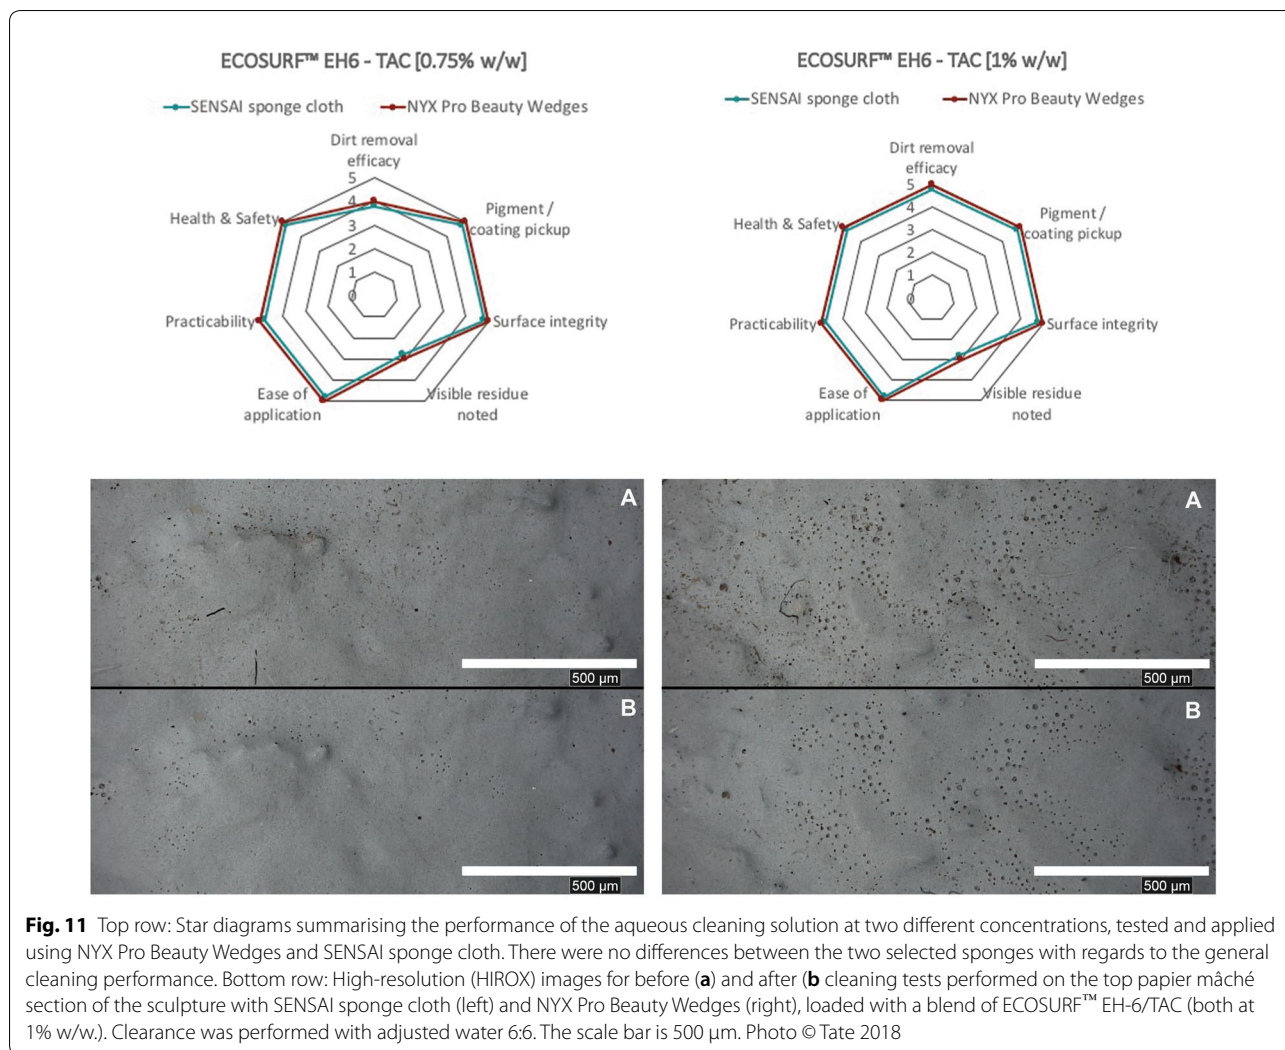 ECOSURF™ EH6 - TAC [0.75% w/w]
SENSAI sponge cloth
NYX Pro Beauty Wedges
Dirt removal
efficacy
5
4
3
2
1
0
Pigment /
coating pickup
Surface integrity
Visible residue
noted
Ease of
application
Practicability
Health & Safety
ECOSURF™ EH6 - TAC [1% w/w]
SENSAI sponge cloth
NYX Pro Beauty Wedges
Dirt removal
efficacy
5
4
3
2
1
0
Pigment /
coating pickup
Surface integrity
Visible residue
noted
Ease of
application
Practicability
Health & Safety
A
500 µm
B
500 µm
A
500 µm
B
500 µm
Fig. 11 Top row: Star diagrams summarising the performance of the aqueous cleaning solution at two different concentrations, tested and applied
using NYX Pro Beauty Wedges and SENSAI sponge cloth. There were no differences between the two selected sponges with regards to the general
cleaning performance. Bottom row: High-resolution (HIROX) images for before (a) and after (b cleaning tests performed on the top papier mâché
section of the sculpture with SENSAI sponge cloth (left) and NYX Pro Beauty Wedges (right), loaded with a blend of ECOSURF™ EH-6/TAC (both at
1% w/w.). Clearance was performed with adjusted water 6:6. The scale bar is 500 µm. Photo © Tate 2018